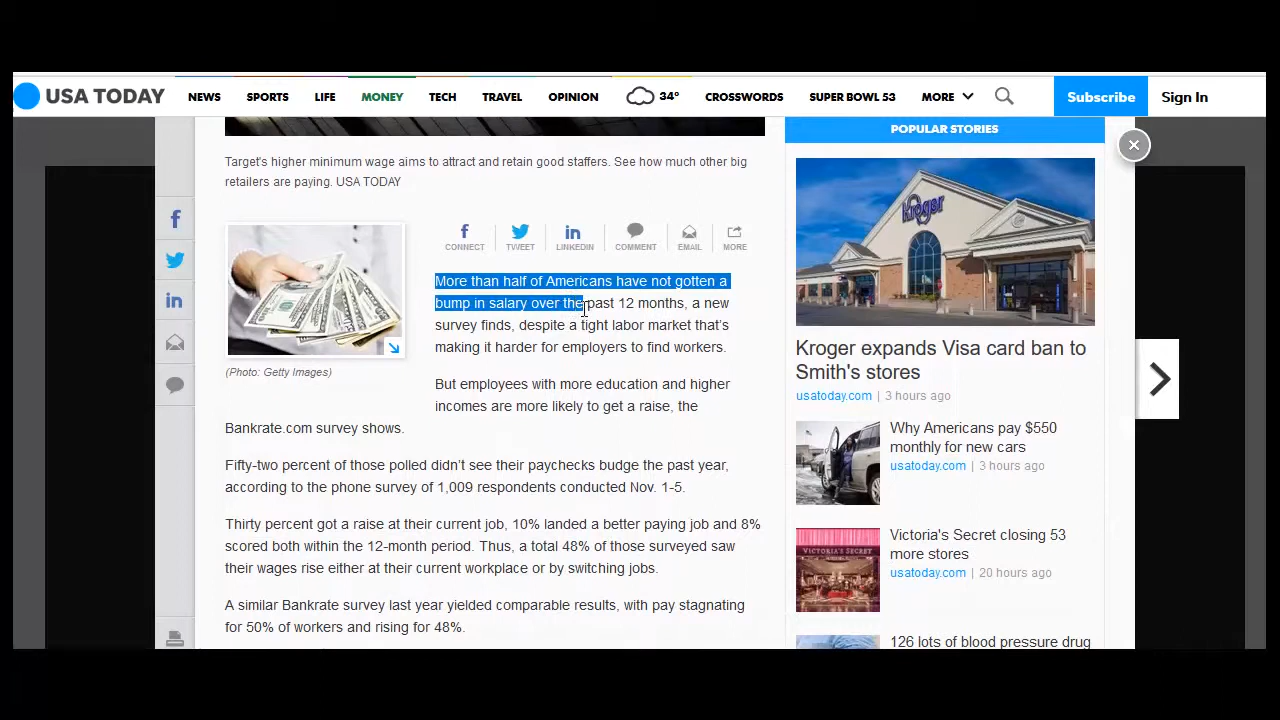 USA TODAY
NEWS
SPORTS
LIFE
MONEY
TECH
TRAVEL
OPINION
34°
CROSSWORDS
SUPER BOWL 53
MORE
Subscribe
Sign In
Target's higher minimum wage aims to attract and retain good staffers. See how much other big
retailers are paying. USA TODAY
CONNECT
TWEET
LINKEDIN
COMMENT
EMAIL
MORE
(Photo: Getty Images)
More than half of Americans have not gotten a
bump in salary over the past 12 months, a new
survey finds, despite a tight labor market that's
making it harder for employers to find workers.
But employees with more education and higher
incomes are more likely to get a raise, the
Bankrate.com survey shows.
Fifty-two percent of those polled didn't see their paychecks budge the past year,
according to the phone survey of 1,009 respondents conducted Nov. 1-5.
Thirty percent got a raise at their current job, 10% landed a better paying job and 8%
scored both within the 12-month period. Thus, a total 48% of those surveyed saw
their wages rise either at their current workplace or by switching jobs.
A similar Bankrate survey last year yielded comparable results, with pay stagnating
for 50% of workers and rising for 48%.
POPULAR STORIES
Kroger
Kroger expands Visa card ban to
Smith's stores
usatoday.com | 3 hours ago
Why Americans pay $550
monthly for new cars
usatoday.com | 3 hours ago
VICTORIA'S SECRET
Victoria's Secret closing 53
more stores
usatoday.com | 20 hours ago
126 lots of blood pressure drug